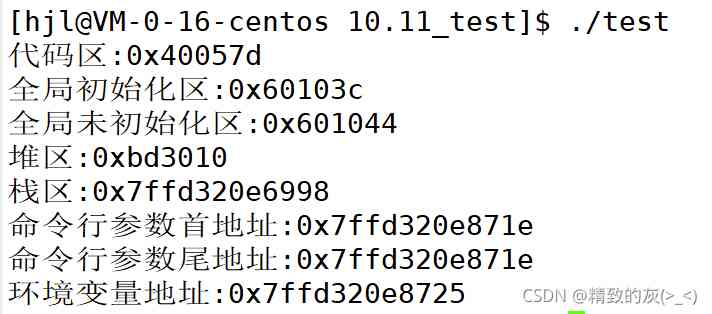 [hjl@VM-0-16-centos 10.11_test]$ ./test
代码区:0x40057d
全局初始化区:0x60103c
全局未初始化区:0x601044
堆区:0xbd3010
栈区:0x7ffd320e6998
命令行参数首地址:0x7ffd320e871e
命令行参数尾地址:0x7ffd320e871e
环境变量地址:0x7ffd320e8725
CSDN @精致的灰(>_<)